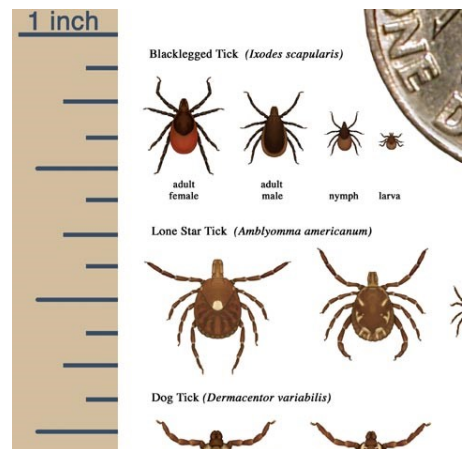 1 inch
Blacklegged Tick (Ixodes scapularis)
adult female
adult male
nymph
larva
Lone Star Tick (Amblyomma americanum)
Dog Tick (Dermacentor variabilis)
ONE